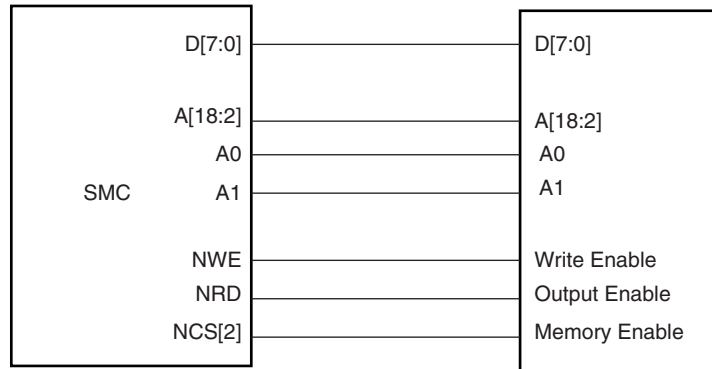 D[7:0] D[7:0]
A[18:2] A[18:2]
A0 A0
SMC A1 A1
NWE Write Enable
NRD Output Enable
NCS[2] Memory Enable